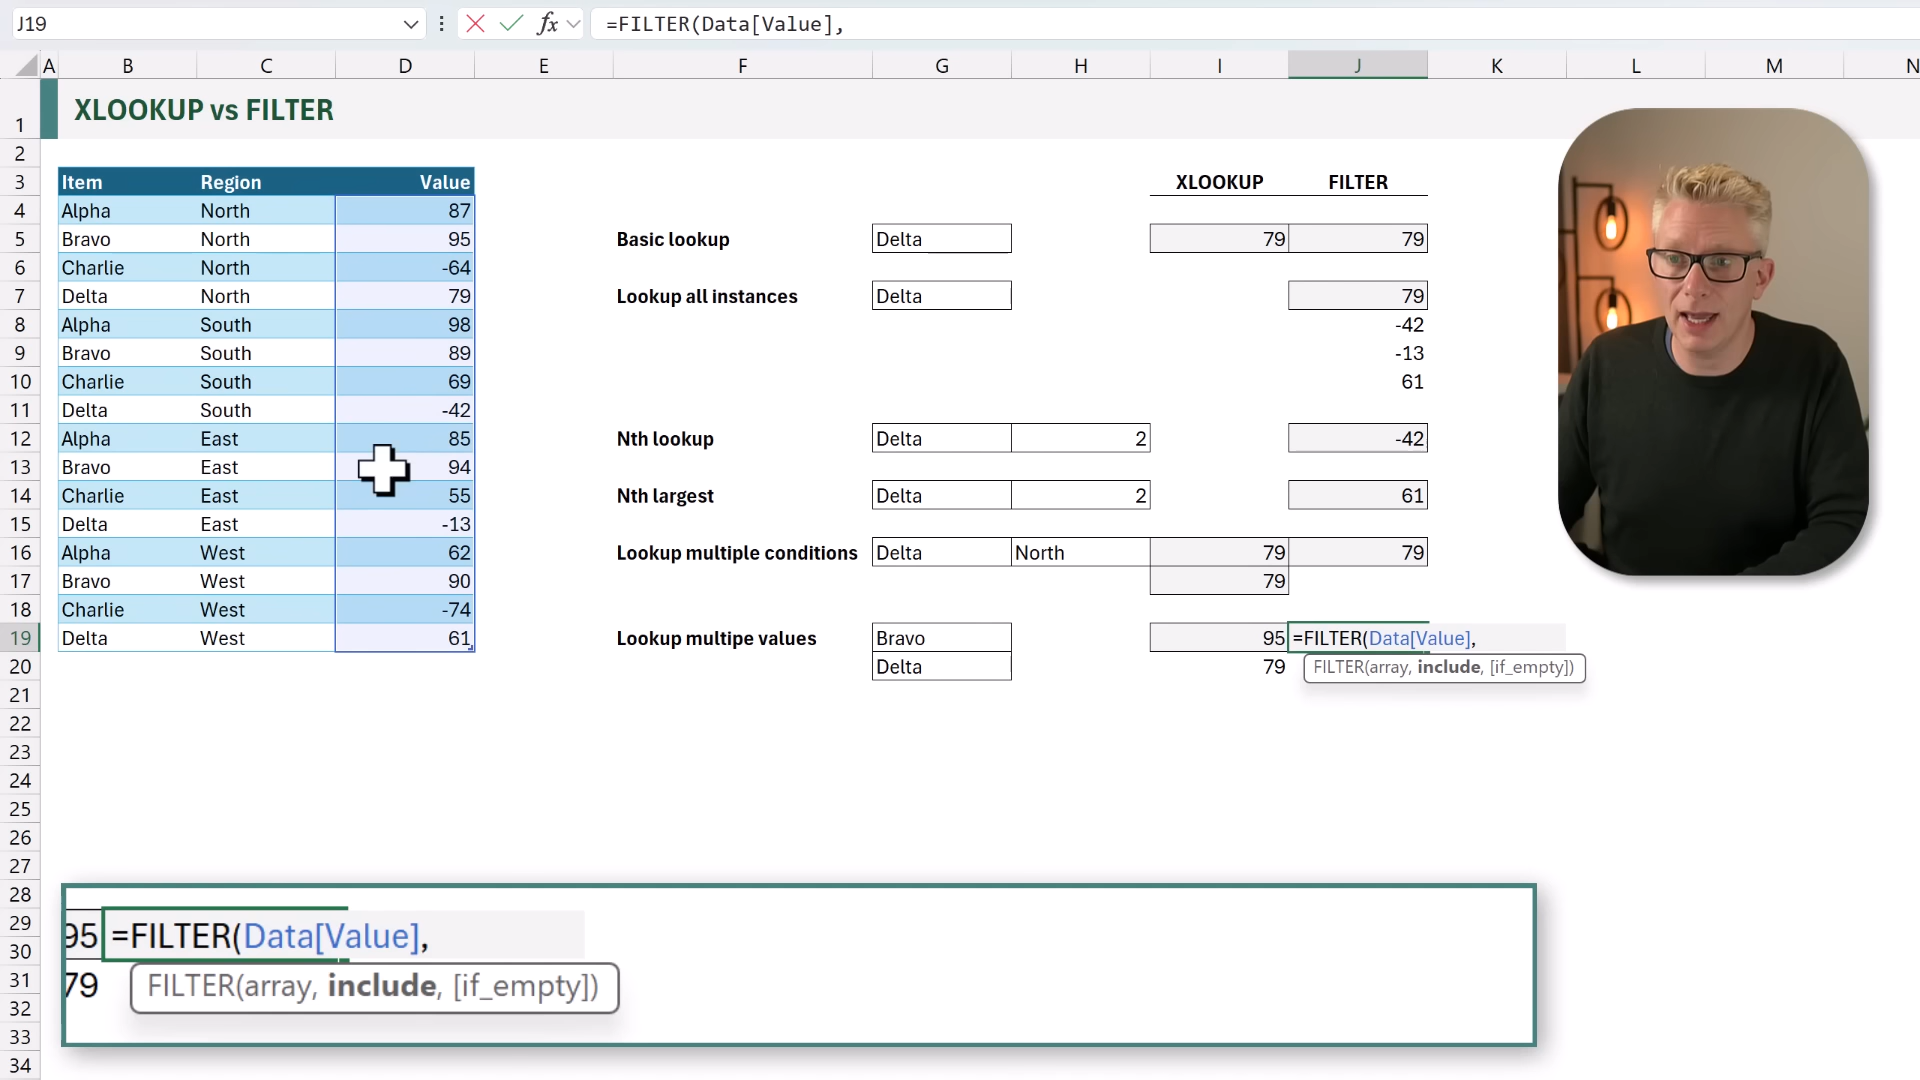 J19
fx
=FILTER(Data[Value],
A B C D E F G H I J K L M N
1 XLOOKUP vs FILTER
2
3 Item Region Value XLOOKUP FILTER
4 Alpha North 87
5 Bravo North 95 Basic lookup Delta 79 79
6 Charlie North -64
7 Delta North 79 Lookup all instances Delta 79
8 Alpha South 98 -42
9 Bravo South 89 -13
10 Charlie South 69 61
11 Delta South -42
12 Alpha East 85 Nth lookup Delta 2 -42
13 Bravo East 94
14 Charlie East 55 Nth largest Delta 2 61
15 Delta East -13
16 Alpha West 62 Lookup multiple conditions Delta North 79 79
17 Bravo West 90 79
18 Charlie West -74
19 Delta West 61 Lookup multipe values Bravo 95 =FILTER(Data[Value],
20 Delta 79 FILTER(array, include, [if_empty])
21
22
23
24
25
26
27
28
29 95 =FILTER(Data[Value],
30
31 79 FILTER(array, include, [if_empty])
32
33
34